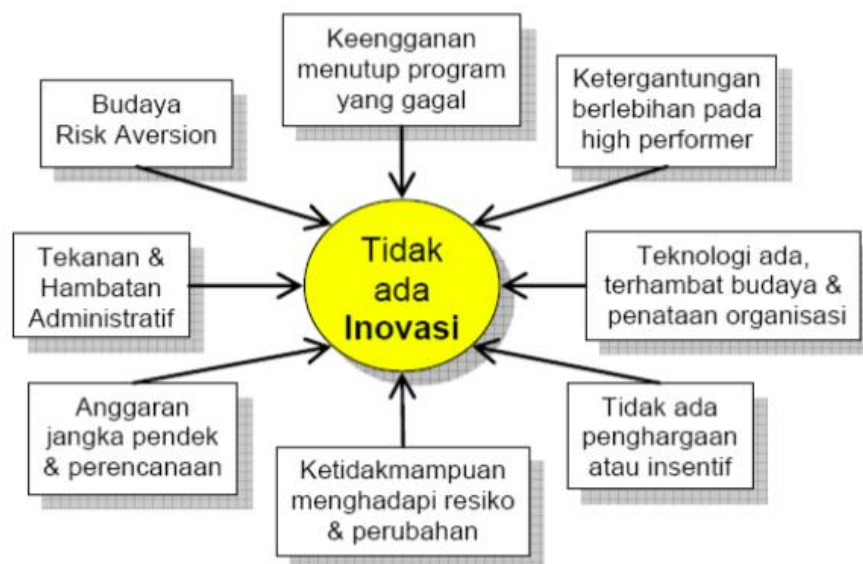 Keengganan
menutup program
yang gagal
Ketergantungan
berlebihan pada
high performer
Budaya
Risk Aversion
Tidak
ada
Inovasi
Tekanan &
Hambatan
Administratif
Teknologi ada,
terhambat budaya &
penataan organisasi
Anggaran
jangka pendek
& perencanaan
Ketidakmampuan
menghadapi resiko
& perubahan
Tidak ada
penghargaan
atau insentif